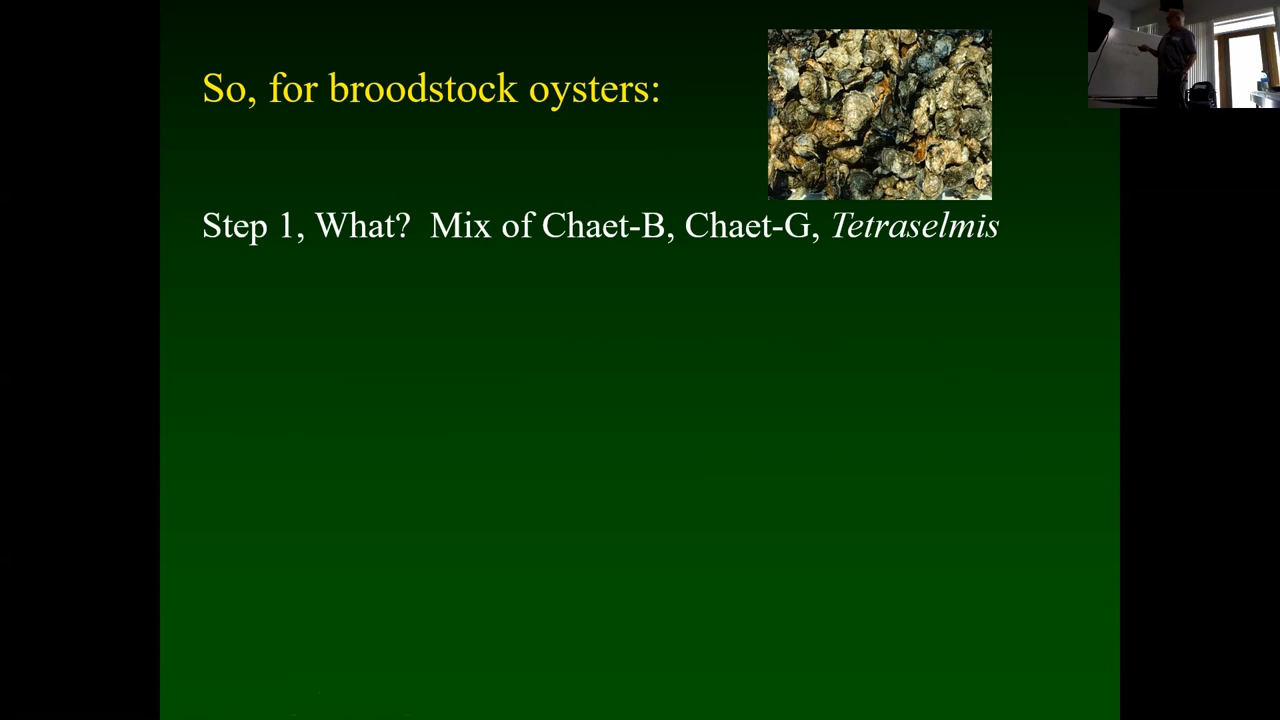 So, for broodstock oysters:
Step 1, What? Mix of Chaet-B, Chaet-G, Tetraselmis